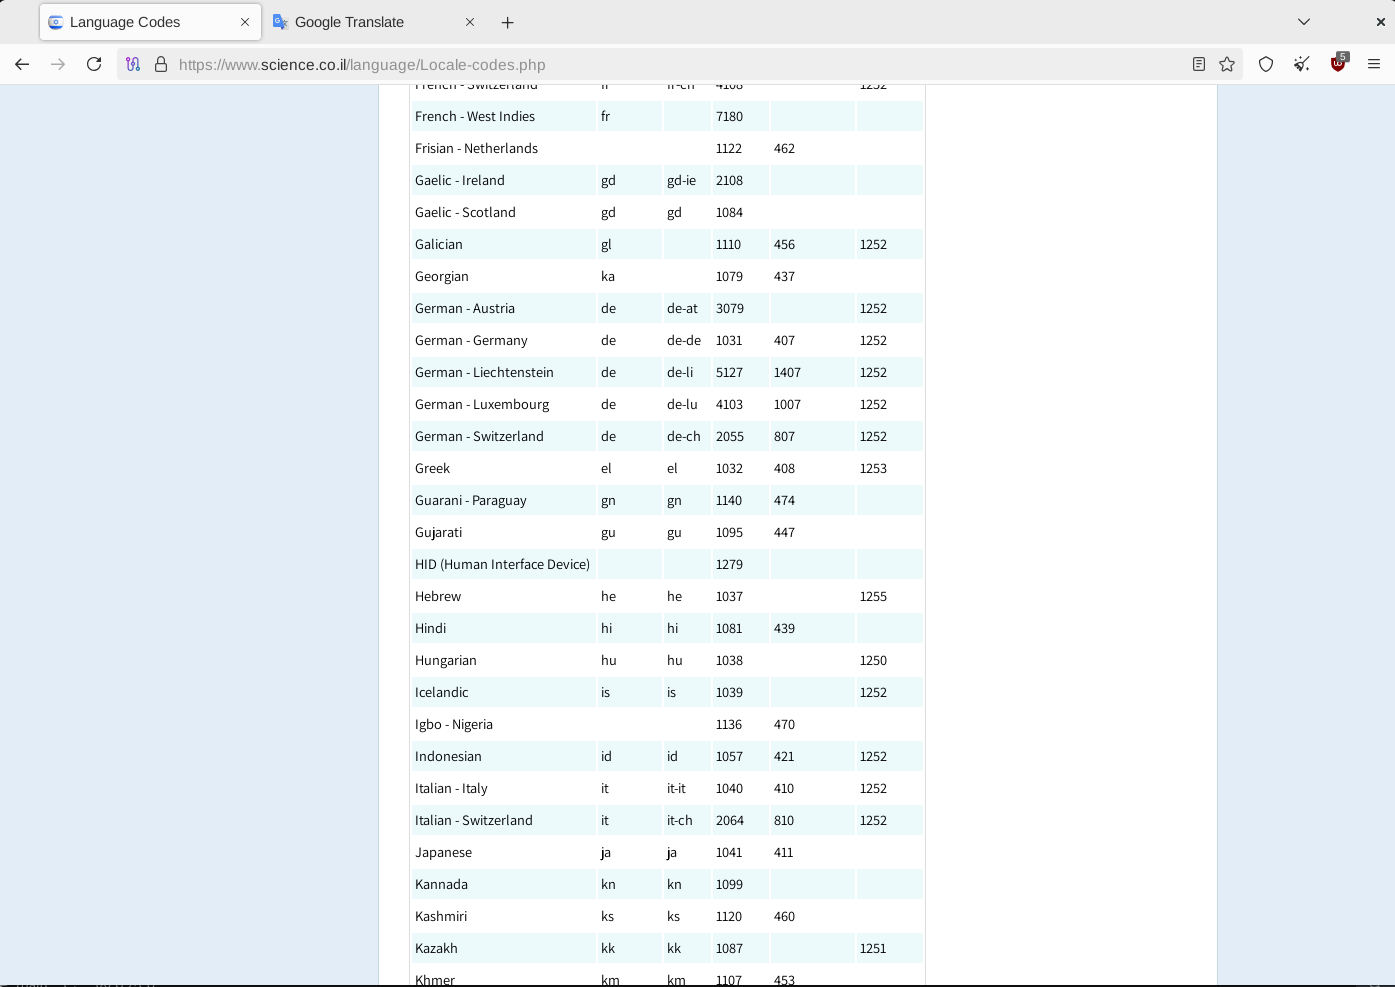 Language Codes
Google Translate
https://www.science.co.il/language/Locale-codes.php
5
French - Switzerland fr fr-ch 4108 1252
French - West Indies fr 7180
Frisian - Netherlands 1122 462
Gaelic - Ireland gd gd-ie 2108
Gaelic - Scotland gd gd 1084
Galician gl 1110 456 1252
Georgian ka 1079 437
German - Austria de de-at 3079 1252
German - Germany de de-de 1031 407 1252
German - Liechtenstein de de-li 5127 1407 1252
German - Luxembourg de de-lu 4103 1007 1252
German - Switzerland de de-ch 2055 807 1252
Greek el el 1032 408 1253
Guarani - Paraguay gn gn 1140 474
Gujarati gu gu 1095 447
HID (Human Interface Device) 1279
Hebrew he he 1037 1255
Hindi hi hi 1081 439
Hungarian hu hu 1038 1250
Icelandic is is 1039 1252
Igbo - Nigeria 1136 470
Indonesian id id 1057 421 1252
Italian - Italy it it-it 1040 410 1252
Italian - Switzerland it it-ch 2064 810 1252
Japanese ja ja 1041 411
Kannada kn kn 1099
Kashmiri ks ks 1120 460
Kazakh kk kk 1087 1251
Khmer km km 1107 453